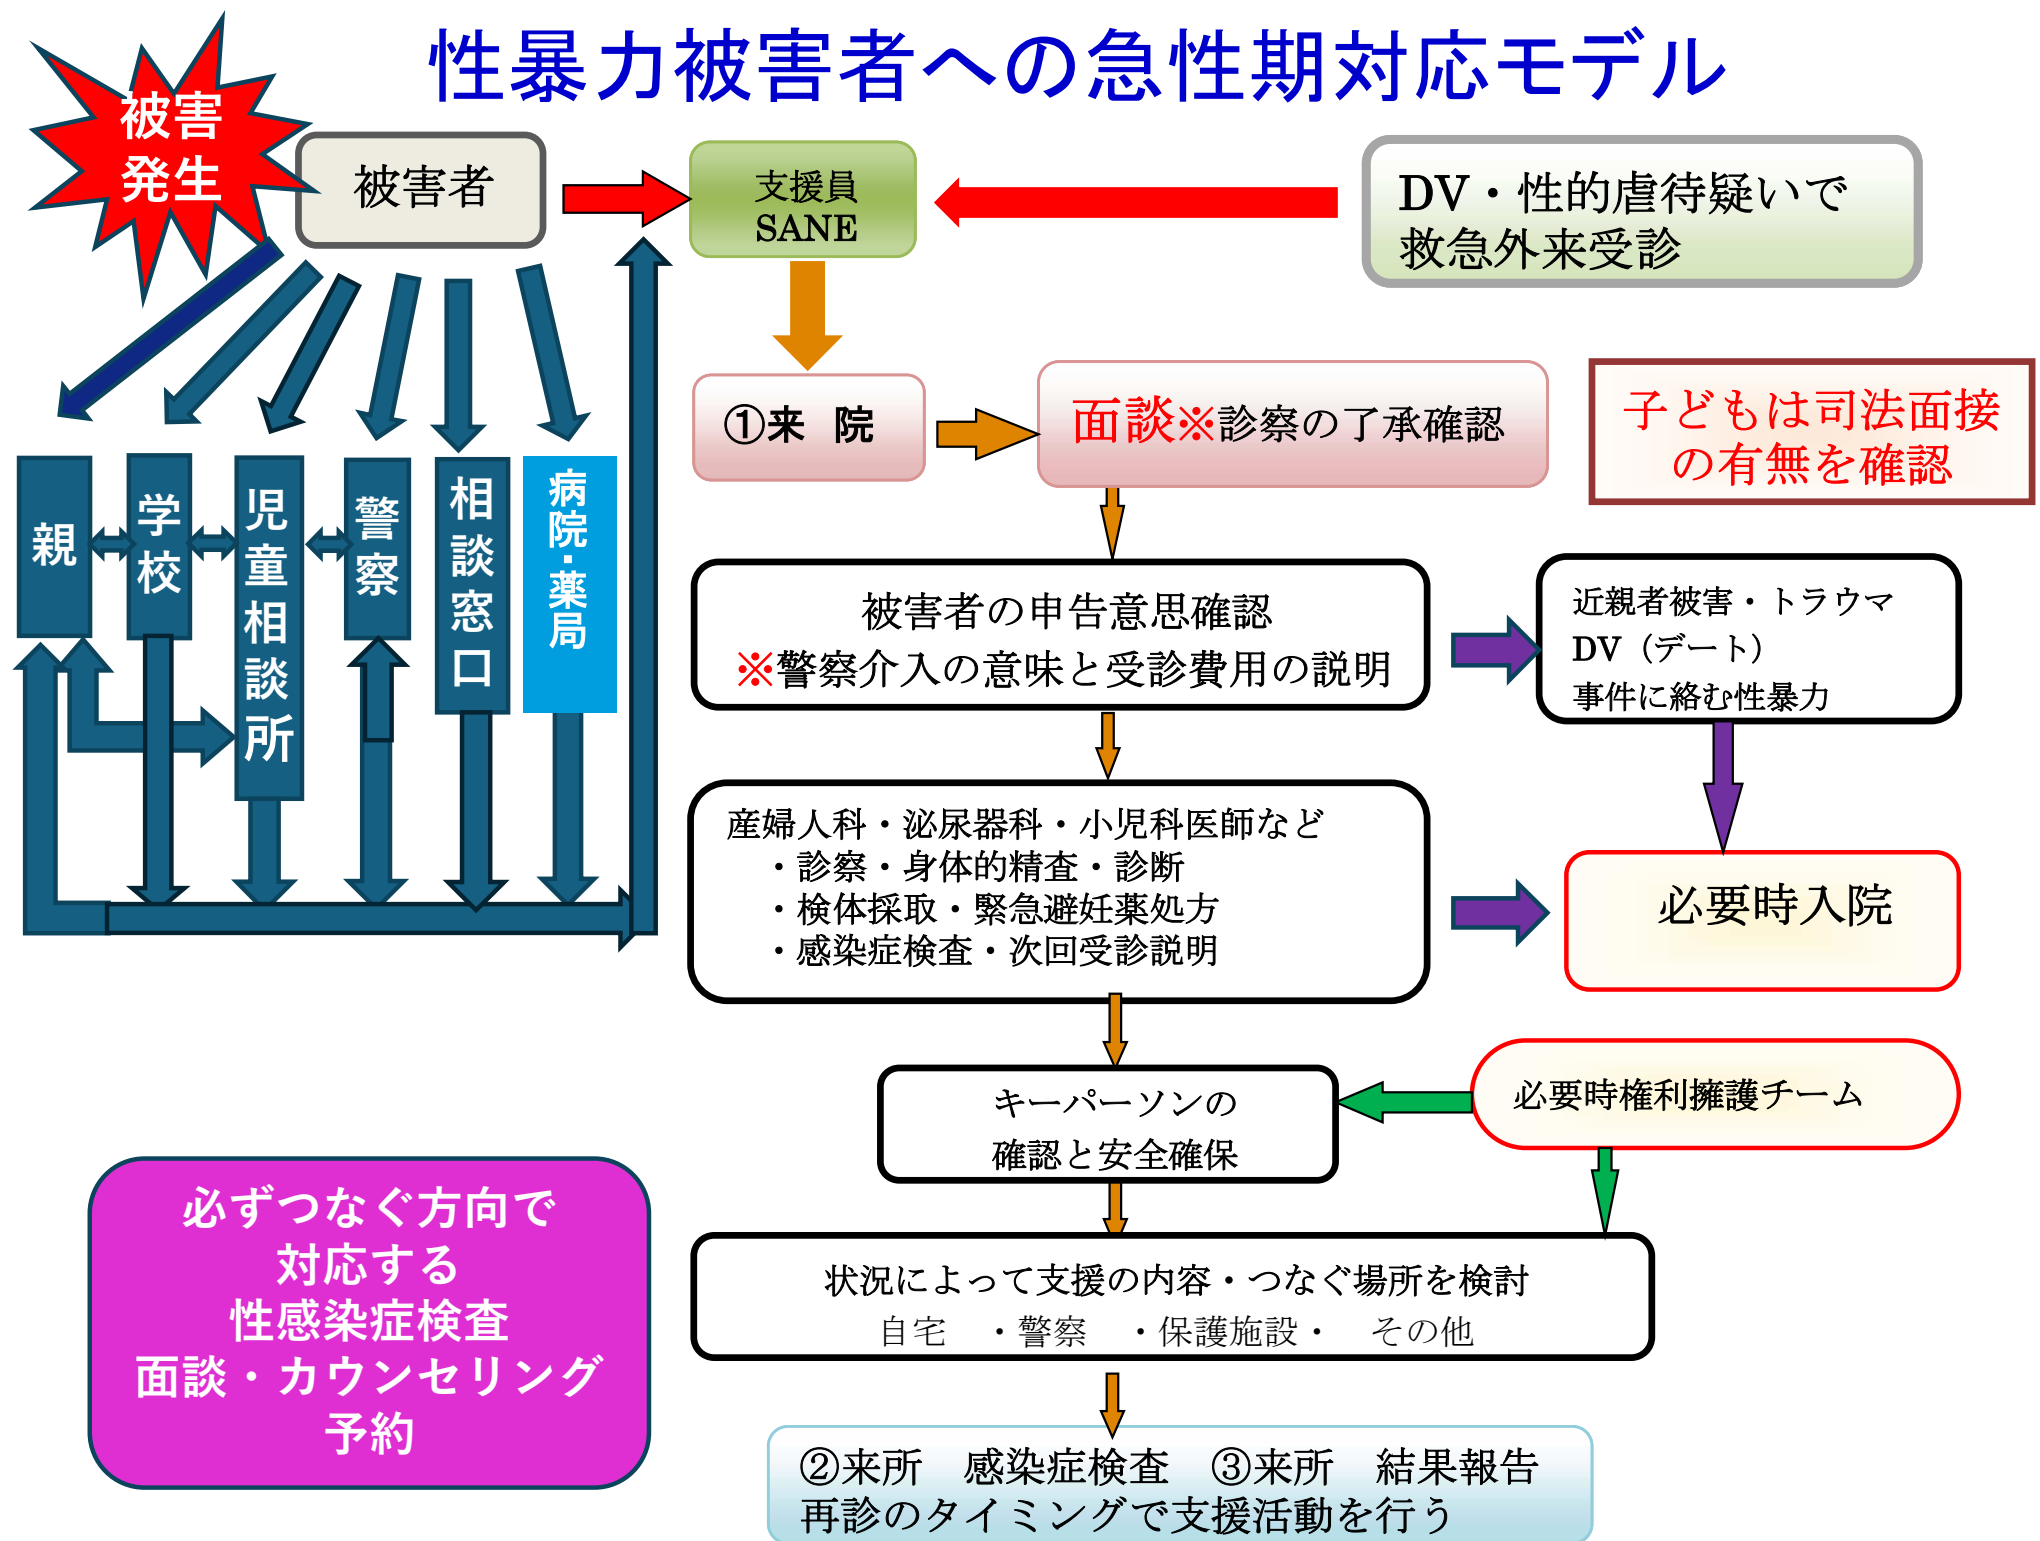 性暴力被害者への急性期対応モデル
被害
発生
被害者
支援員
SANE
DV・性的虐待疑いで
救急外来受診
①来　院
面談※診察の了承確認
子どもは司法面接
の有無を確認
親
学校
児童相談所
警察
相談窓口
病院・薬局
被害者の申告意思確認
※警察介入の意味と受診費用の説明
近親者被害・トラウマ
DV（デート）
事件に絡む性暴力
産婦人科・泌尿器科・小児科医師など
・診察・身体的精査・診断
・検体採取・緊急避妊薬処方
・感染症検査・次回受診説明
必要時入院
キーパーソンの
確認と安全確保
必要時権利擁護チーム
必ずつなぐ方向で
対応する
性感染症検査
面談・カウンセリング
予約
状況によって支援の内容・つなぐ場所を検討
自宅　・警察　・保護施設・　その他
②来所　感染症検査　③来所　結果報告
再診のタイミングで支援活動を行う